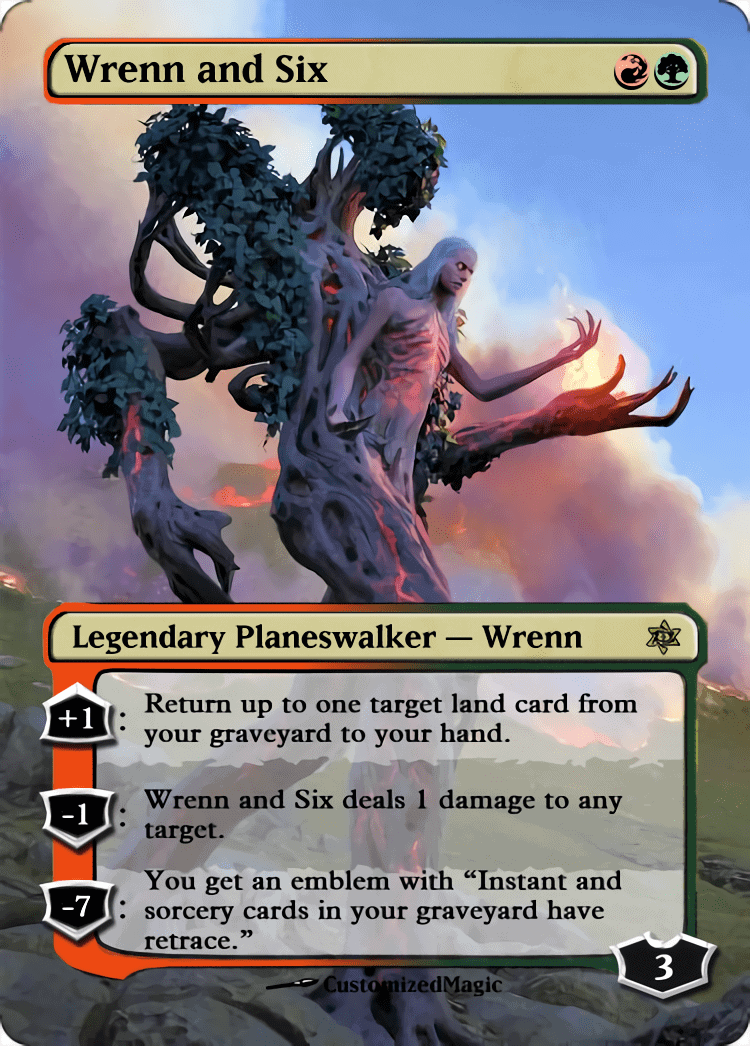 Wrenn and Six
Legendary Planeswalker — Wrenn
+1 : Return up to one target land card from
your graveyard to your hand.
-1 : Wrenn and Six deals 1 damage to any
target.
-7 : You get an emblem with “Instant and
sorcery cards in your graveyard have
retrace.”
3
CustomizedMagic